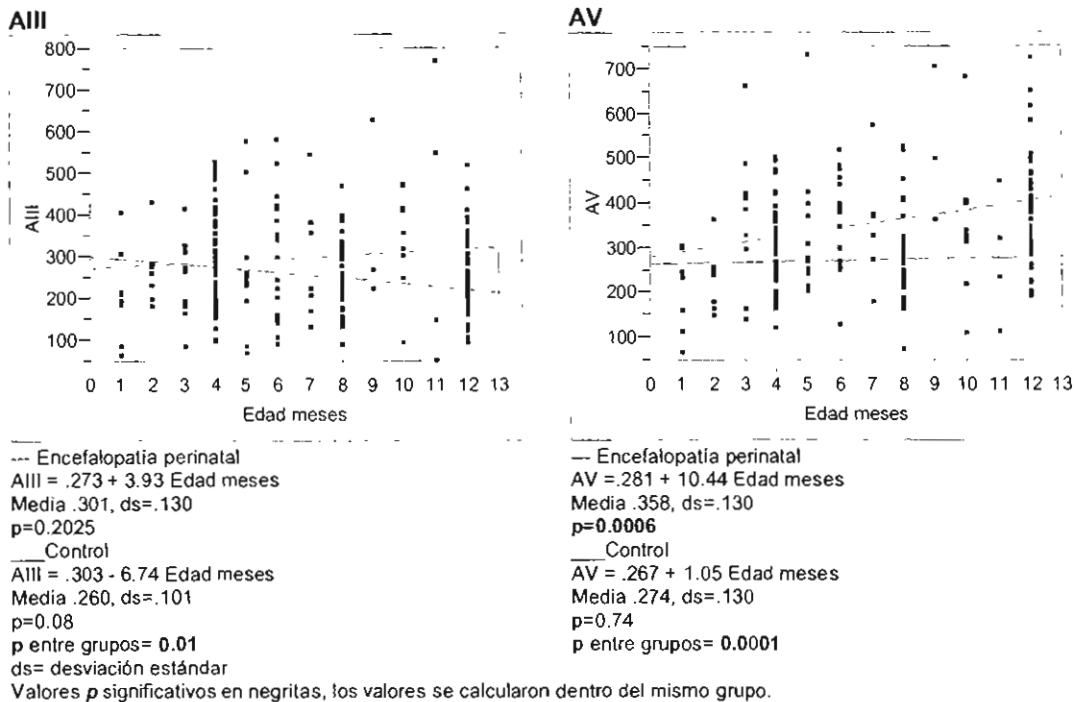 AIII
800
700
600
500
400
300
200
100
AIII
0 1 2 3 4 5 6 7 8 9 10 11 12 13
Edad meses
--- Encefalopatia perinatal
AIII = .273 + 3.93 Edad meses
Media .301, ds=.130
p=0.2025
___Control
AIII = .303 - 6.74 Edad meses
Media .260, ds=.101
p=0.08
p entre grupos= 0.01
ds= desviación estándar
AV
700
600
500
400
300
200
100
AV
0 1 2 3 4 5 6 7 8 9 10 11 12 13
Edad meses
--- Encefalopatia perinatal
AV =.281 + 10.44 Edad meses
Media .358, ds=.130
p=0.0006
___Control
AV = .267 + 1.05 Edad meses
Media .274, ds=.130
p=0.74
p entre grupos= 0.0001
Valores p significativos en negritas, los valores se calcularon dentro del mismo grupo.